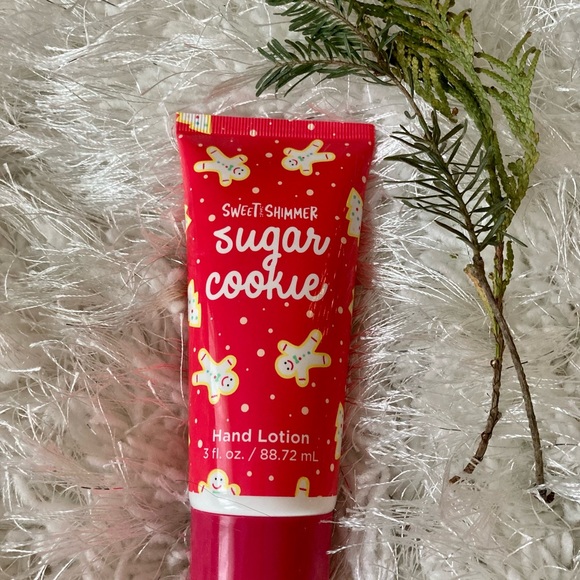 SWEET & SHIMMER
sugar
cookie
Hand Lotion
3 fl. oz. / 88.72 mL